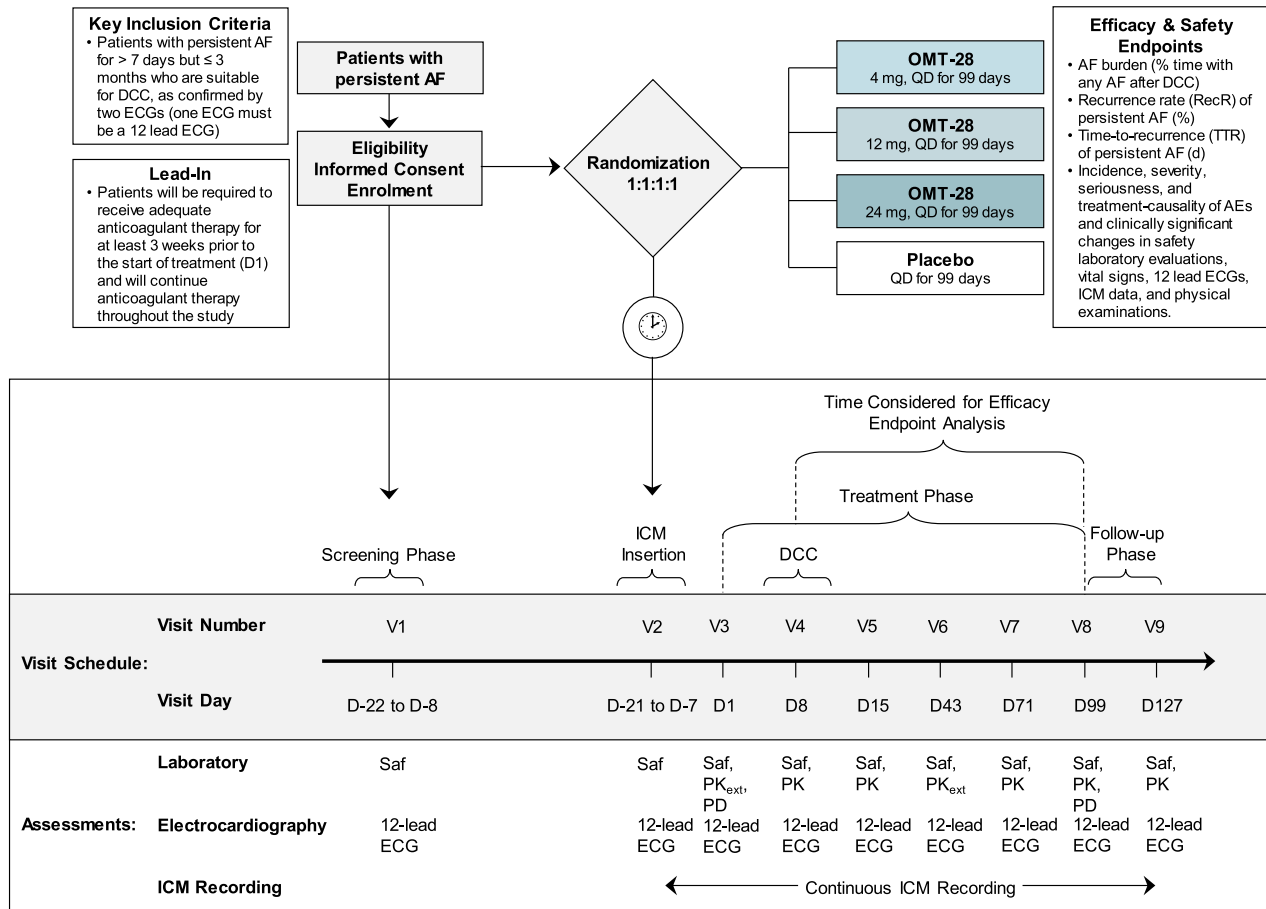 Key Inclusion Criteria
• Patients with persistent AF
for > 7 days but ≤ 3
months who are suitable
for DCC, as confirmed by
two ECGs (one ECG must
be a 12 lead ECG)
Lead-In
• Patients will be required to
receive adequate
anticoagulant therapy for
at least 3 weeks prior to
the start of treatment (D1)
and will continue
anticoagulant therapy
throughout the study
Patients with
persistent AF
Eligibility
Informed Consent
Enrolment
Randomization
1:1:1:1
OMT-28
4 mg, QD for 99 days
OMT-28
12 mg, QD for 99 days
OMT-28
24 mg, QD for 99 days
Placebo
QD for 99 days
Efficacy & Safety
Endpoints
• AF burden (% time with
any AF after DCC)
• Recurrence rate (RecR) of
persistent AF (%)
• Time-to-recurrence (TTR)
of persistent AF (d)
• Incidence, severity,
seriousness, and
treatment-causality of AEs
and clinically significant
changes in safety
laboratory evaluations,
vital signs, 12 lead ECGs,
ICM data, and physical
examinations.
Time Considered for Efficacy
Endpoint Analysis
Treatment Phase
Screening Phase
ICM
Insertion
DCC
Follow-up
Phase
Visit Number V1 V2 V3 V4 V5 V6 V7 V8 V9
Visit Schedule:
Visit Day D-22 to D-8 D-21 to D-7 D1 D8 D15 D43 D71 D99 D127
Laboratory Saf Saf Saf, Saf, Saf, Saf, Saf, Saf, Saf,
PKext, PK PK PKext PK PK, PK
PD PD
Assessments: Electrocardiography 12-lead 12-lead 12-lead 12-lead 12-lead 12-lead 12-lead 12-lead 12-lead
ECG ECG ECG ECG ECG ECG ECG ECG ECG
ICM Recording Continuous ICM Recording